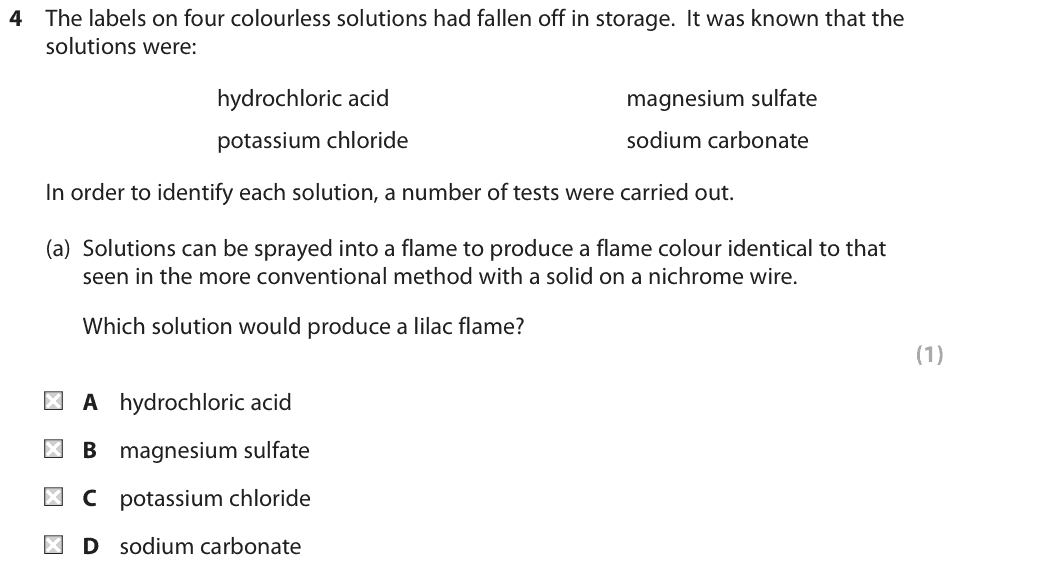 4 The labels on four colourless solutions had fallen off in storage. It was known that the
solutions were:
hydrochloric acid magnesium sulfate
potassium chloride sodium carbonate
In order to identify each solution, a number of tests were carried out.
(a) Solutions can be sprayed into a flame to produce a flame colour identical to that
seen in the more conventional method with a solid on a nichrome wire.
Which solution would produce a lilac flame?
(1)
A hydrochloric acid
B magnesium sulfate
C potassium chloride
D sodium carbonate